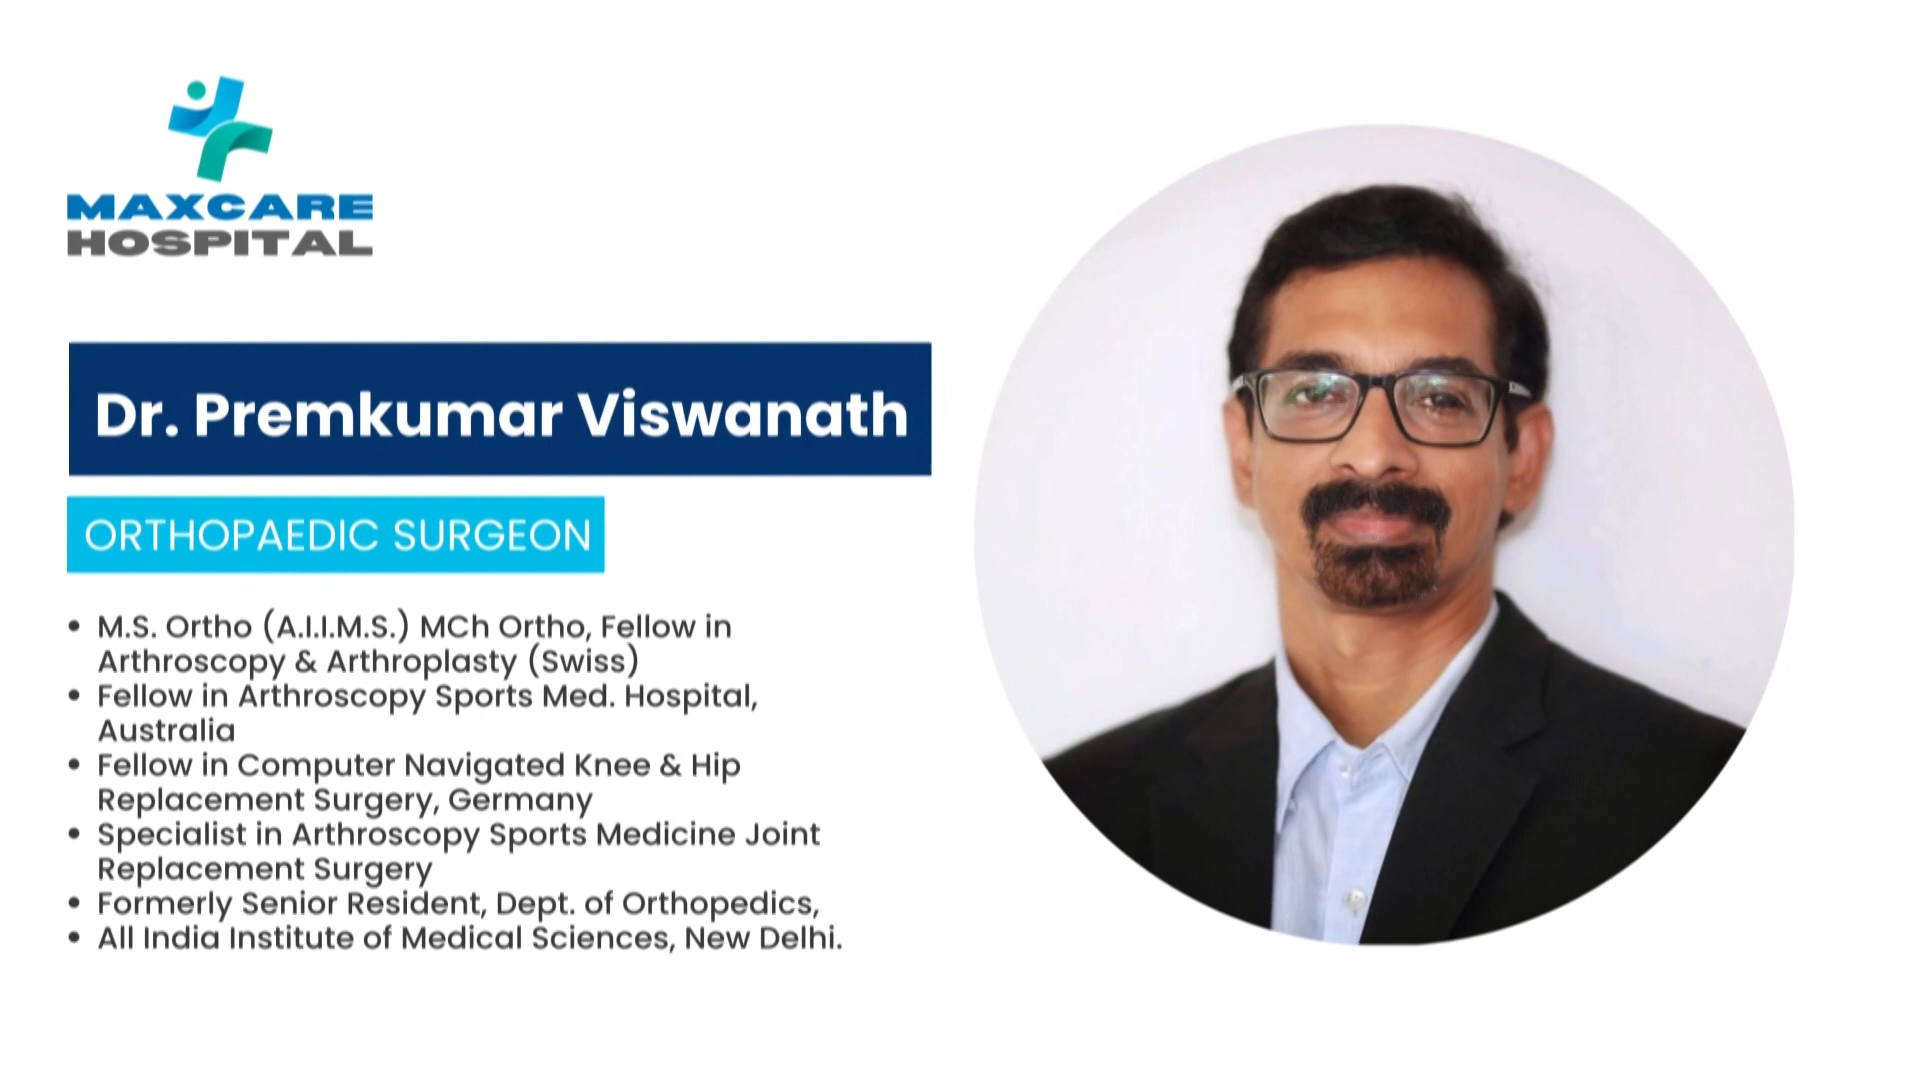 MAXCARE
HOSPITAL
Dr. Premkumar Viswanath
ORTHOPAEDIC SURGEON
• M.S. Ortho (A.I.I.M.S.) MCh Ortho, Fellow in
Arthroscopy & Arthroplasty (Swiss)
• Fellow in Arthroscopy Sports Med. Hospital,
Australia
• Fellow in Computer Navigated Knee & Hip
Replacement Surgery, Germany
• Specialist in Arthroscopy Sports Medicine Joint
Replacement Surgery
• Formerly Senior Resident, Dept. of Orthopedics,
• All India Institute of Medical Sciences, New Delhi.